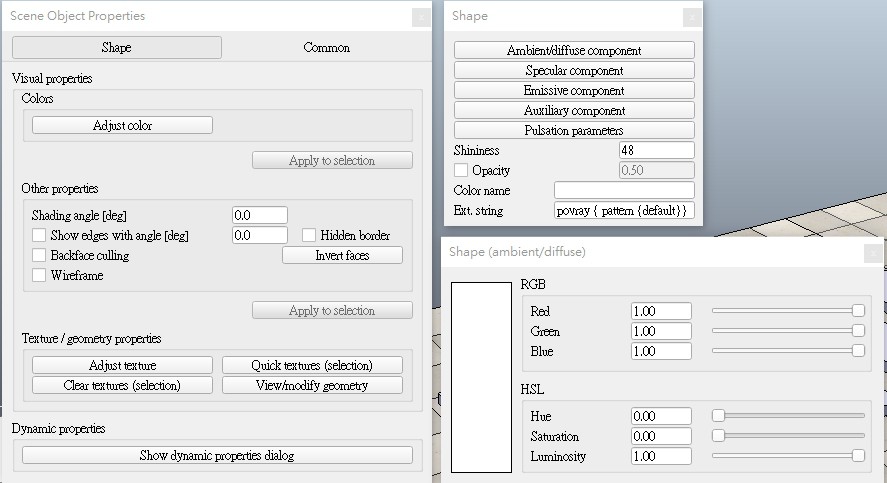 Scene Object Properties
Shape
Common
Visual properties
Colors
Adjust color
Apply to selection
Other properties
Shading angle [deg] 0.0
Show edges with angle [deg] 0.0 Hidden border
Backface culling Invert faces
Wireframe
Apply to selection
Texture / geometry properties
Adjust texture Quick textures (selection)
Clear textures (selection) View/modify geometry
Dynamic properties
Show dynamic properties dialog
Shape
Ambient/diffuse component
Specular component
Emissive component
Auxiliary component
Pulsation parameters
Shininess 48
Opacity 0.50
Color name
Ext. string povray { pattern {default} }
Shape (ambient/diffuse)
RGB
Red 1.00
Green 1.00
Blue 1.00
HSL
Hue 0.00
Saturation 0.00
Luminosity 1.00